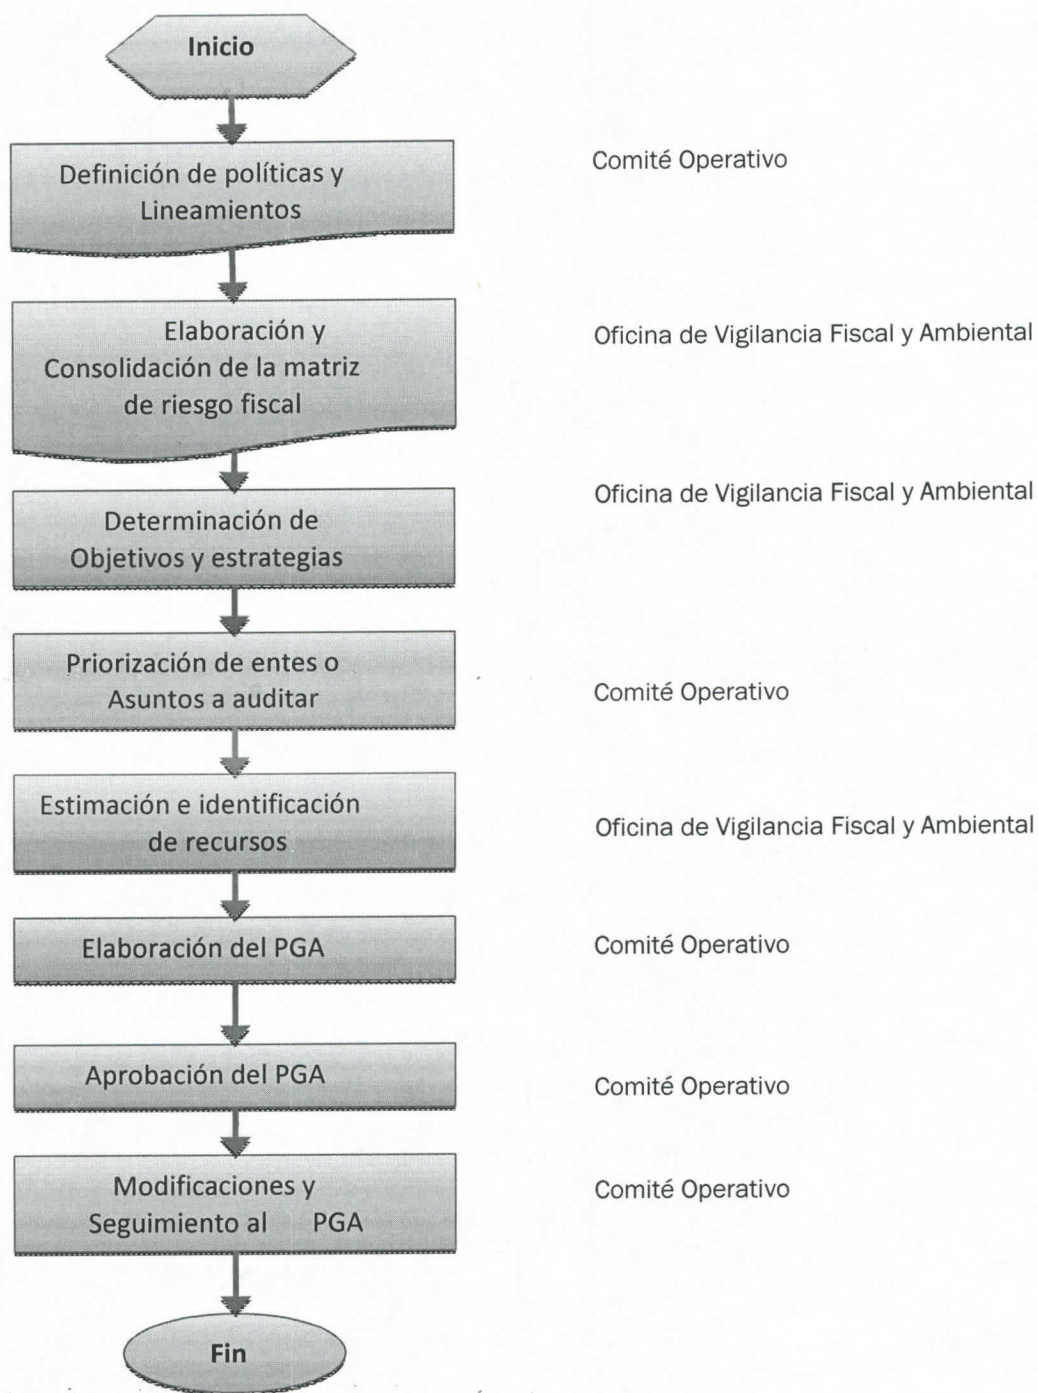 Inicio
Definición de políticas y
Lineamientos
Comité Operativo
Elaboración y
Consolidación de la matriz
de riesgo fiscal
Oficina de Vigilancia Fiscal y Ambiental
Determinación de
Objetivos y estrategias
Oficina de Vigilancia Fiscal y Ambiental
Priorización de entes o
Asuntos a auditar
Comité Operativo
Estimación e identificación
de recursos
Oficina de Vigilancia Fiscal y Ambiental
Elaboración del PGA
Comité Operativo
Aprobación del PGA
Comité Operativo
Modificaciones y
Seguimiento al PGA
Comité Operativo
Fin